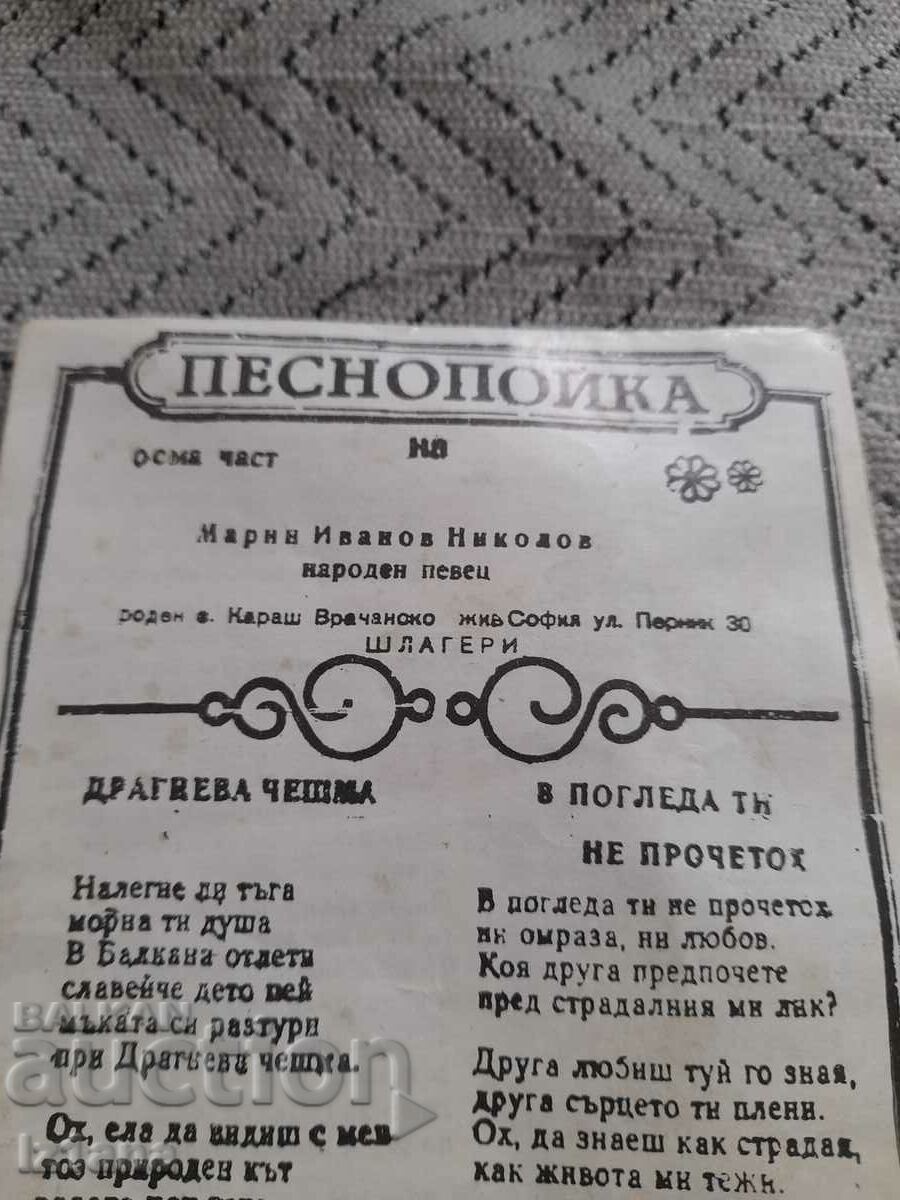 ПЕСНОПОЙКА
осма част
на
Марин Иванов Николов
народен певец
роден с. Караш Врачанско жив София ул. Перник 30
ШЛАГЕРИ
ДРАГИЕВА ЧЕШМА
Налегне ли тъга
морна ти душа
В Балкана отлети
славейче дето пей
мъката си разтури
при Драгиева чешма.
Ох, ела да видиш с мен
тоз природен кът
В ПОГЛЕДА ТИ
НЕ ПРОЧЕТОХ
В погледа ти не прочетох
ни омраза, ни любов.
Коя друга предпочете
пред страдалния ми лик?
Друга любиш туй го зная,
друга сърцето ти плени.
Ох, да знаеш как страдая,
как живота ми тежи.
BALKAN
auction